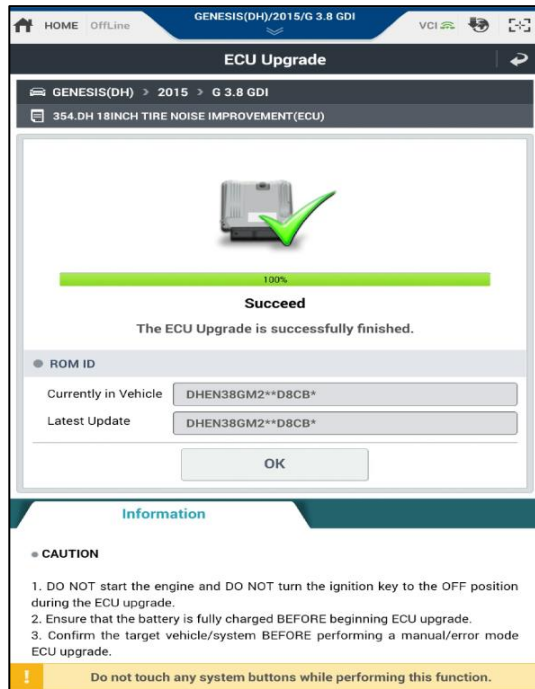 GENESIS(DH)/2015/G 3.8 GDI
HOME OffLine VCI
ECU Upgrade
GENESIS(DH) > 2015 > G 3.8 GDI
354.DH 18INCH TIRE NOISE IMPROVEMENT(ECU)
100%
Succeed
The ECU Upgrade is successfully finished.
ROM ID
Currently in Vehicle DHEN38GM2**D8CB*
Latest Update DHEN38GM2**D8CB*
OK
Information
CAUTION
1. DO NOT start the engine and DO NOT turn the ignition key to the OFF position
during the ECU upgrade.
2. Ensure that the battery is fully charged BEFORE beginning ECU upgrade.
3. Confirm the target vehicle/system BEFORE performing a manual/error mode
ECU upgrade.
! Do not touch any system buttons while performing this function.